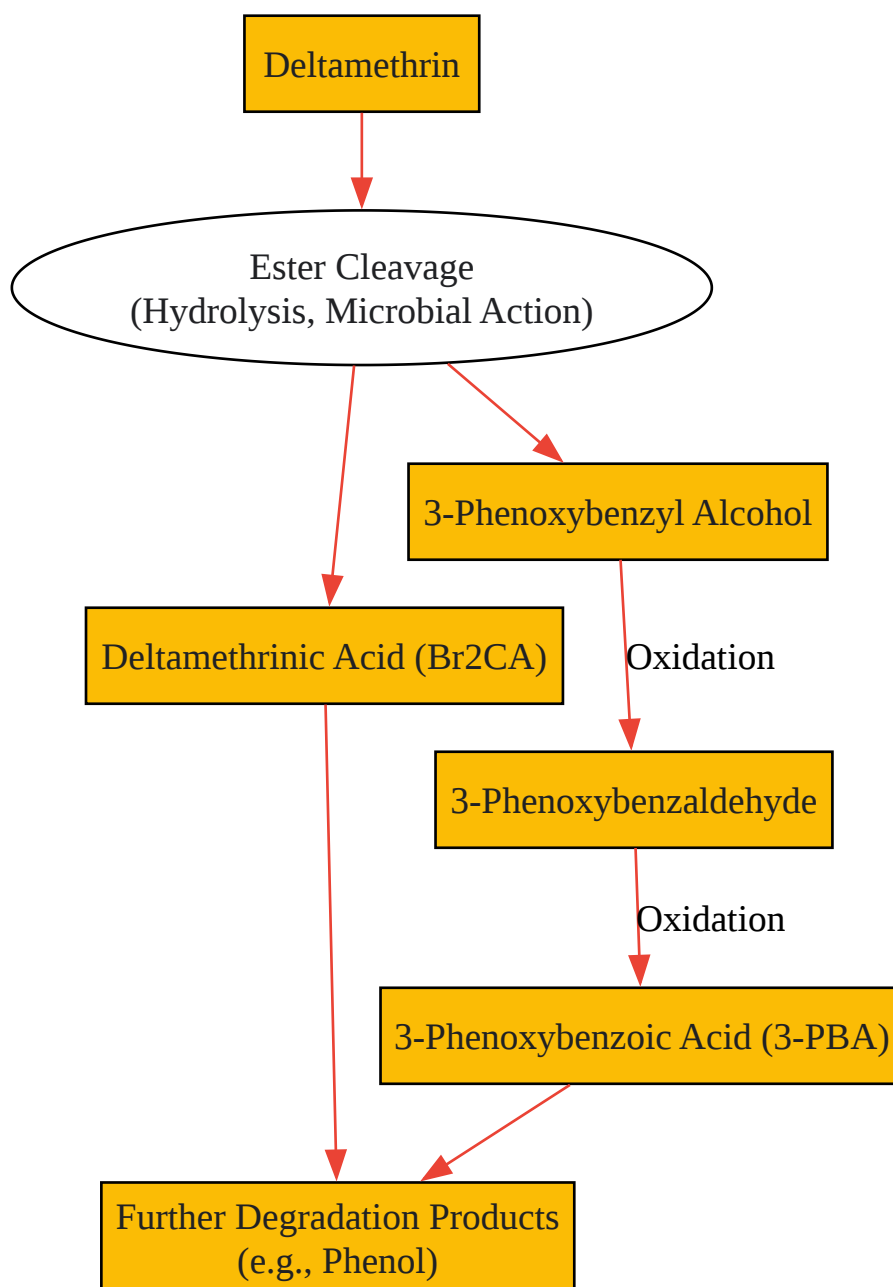 Deltamethrin
Ester Cleavage
(Hydrolysis, Microbial Action)
3-Phenoxybenzyl Alcohol
Deltamethrinic Acid (Br2CA)
Oxidation
3-Phenoxybenzaldehyde
Oxidation
3-Phenoxybenzoic Acid (3-PBA)
Further Degradation Products
(e.g., Phenol)